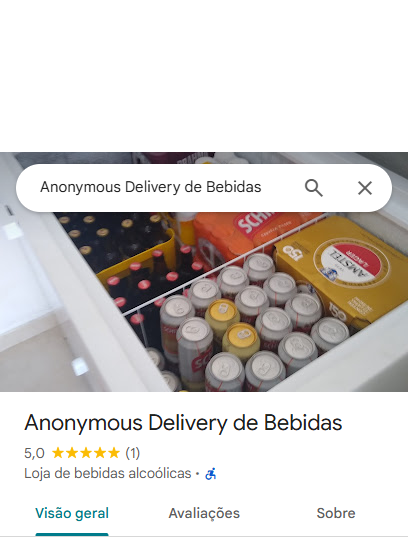 Anonymous Delivery de Bebidas
SCH
AMSTEL
LAGER
Anonymous Delivery de Bebidas
5,0 (1)
Loja de bebidas alcoólicas ·
Visão geral
Avaliações
Sobre